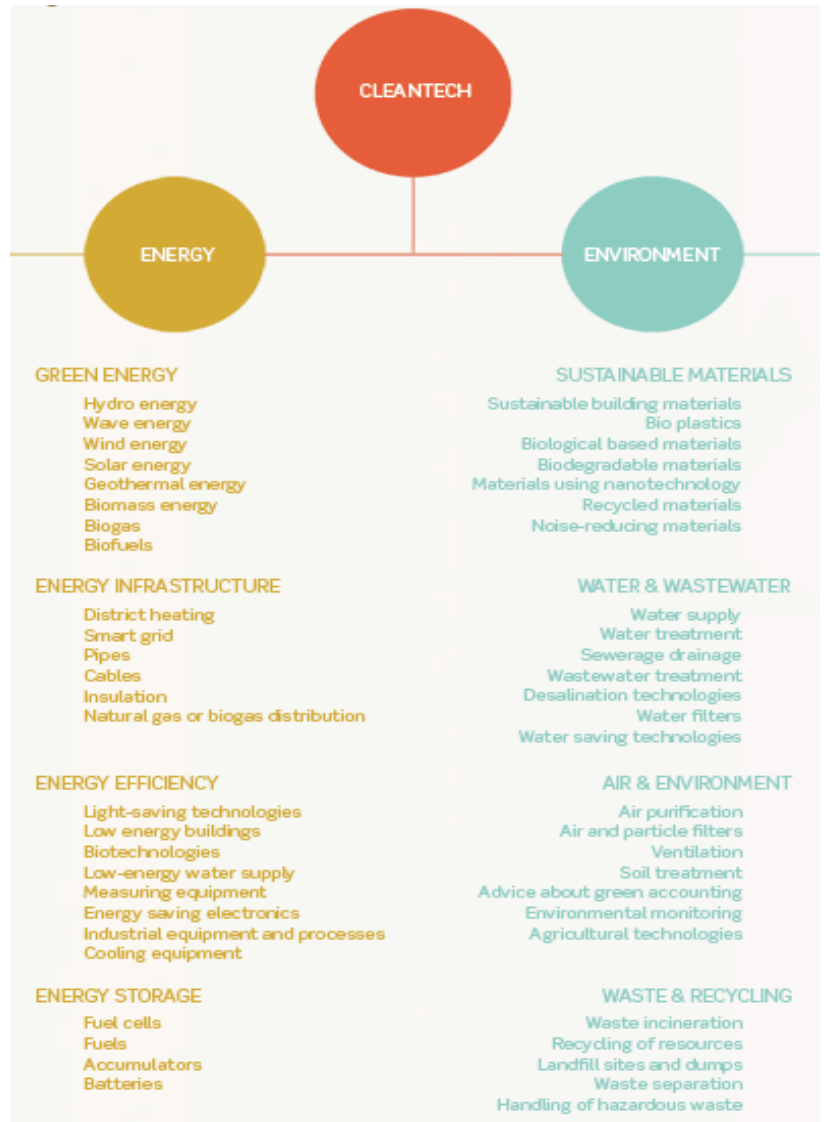 CLEANTECH
ENERGY
ENVIRONMENT
GREEN ENERGY
Hydro energy
Wave energy
Wind energy
Solar energy
Geothermal energy
Biomass energy
Biogas
Biofuels
ENERGY INFRASTRUCTURE
District heating
Smart grid
Pipes
Cables
Insulation
Natural gas or biogas distribution
ENERGY EFFICIENCY
Light-saving technologies
Low energy buildings
Biotechnologies
Low-energy water supply
Measuring equipment
Energy saving electronics
Industrial equipment and processes
Cooling equipment
ENERGY STORAGE
Fuel cells
Fuels
Accumulators
Batteries
SUSTAINABLE MATERIALS
Sustainable building materials
Bio plastics
Biological based materials
Biodegradable materials
Materials using nanotechnology
Recycled materials
Noise-reducing materials
WATER & WASTEWATER
Water supply
Water treatment
Sewerage drainage
Wastewater treatment
Desalination technologies
Water filters
Water saving technologies
AIR & ENVIRONMENT
Air purification
Air and particle filters
Ventilation
Soil treatment
Advice about green accounting
Environmental monitoring
Agricultural technologies
WASTE & RECYCLING
Waste incineration
Recycling of resources
Landfill sites and dumps
Waste separation
Handling of hazardous waste